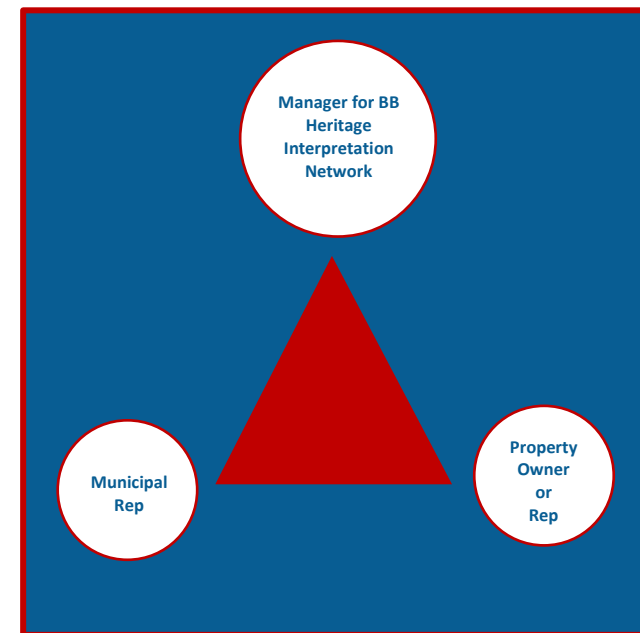 Manager for BB
Heritage
Interpretation
Network
Municipal
Rep
Property
Owner
or
Rep